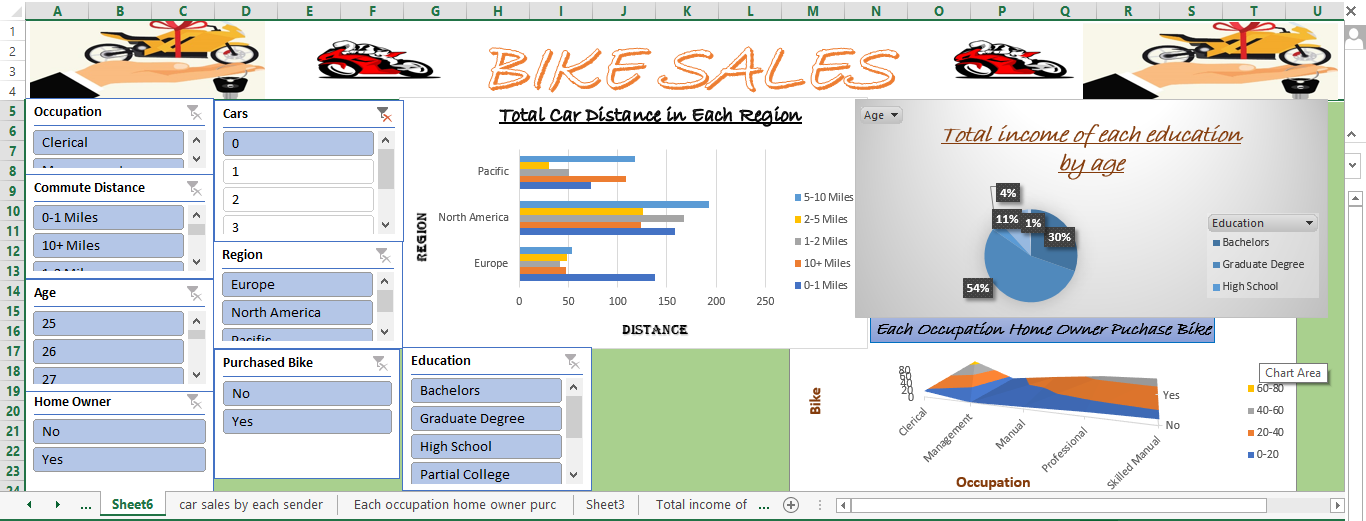 A B C D E F G H I J K L M N O P Q R S T U
1
2
3
4
5
6
7
8
9
10
11
12
13
14
15
16
17
18
19
20
21
22
23
24
BIKE SALES
Occupation
Clerical
Commute Distance
0-1 Miles
10+ Miles
Age
25
26
27
Home Owner
No
Yes
Cars
0
1
2
3
Region
Europe
North America
Pacific
Purchased Bike
No
Yes
Education
Bachelors
Graduate Degree
High School
Partial College
Total Car Distance in Each Region
REGION
Pacific
North America
Europe
0 50 100 150 200 250
DISTANCE
5-10 Miles
2-5 Miles
1-2 Miles
10+ Miles
0-1 Miles
Age
Total income of each education
by age
4%
11% 1%
30%
54%
Education
Bachelors
Graduate Degree
High School
Each Occupation Home Owner Puchase Bike
Bike
80
60
40
20
0
Clerical
Management
Manual
Professional
Skilled Manual
Occupation
Yes
No
Chart Area
60-80
40-60
20-40
0-20
... Sheet6 car sales by each sender Each occupation home owner purc Sheet3 Total income of ...